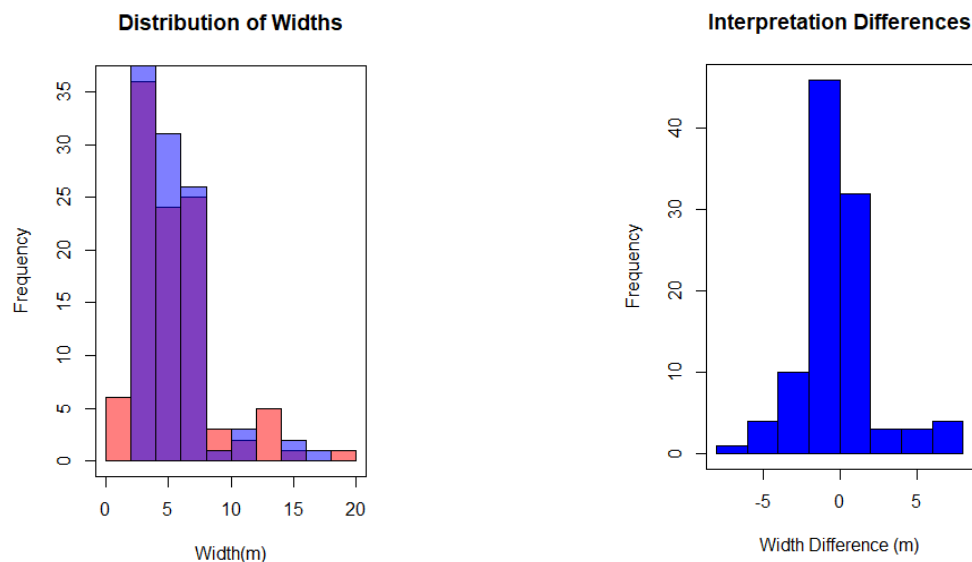 Distribution of Widths
Frequency
35
30
25
20
15
10
5
0
0 5 10 15 20
Width(m)
Interpretation Differences
Frequency
40
30
20
10
0
-5 0 5
Width Difference (m)